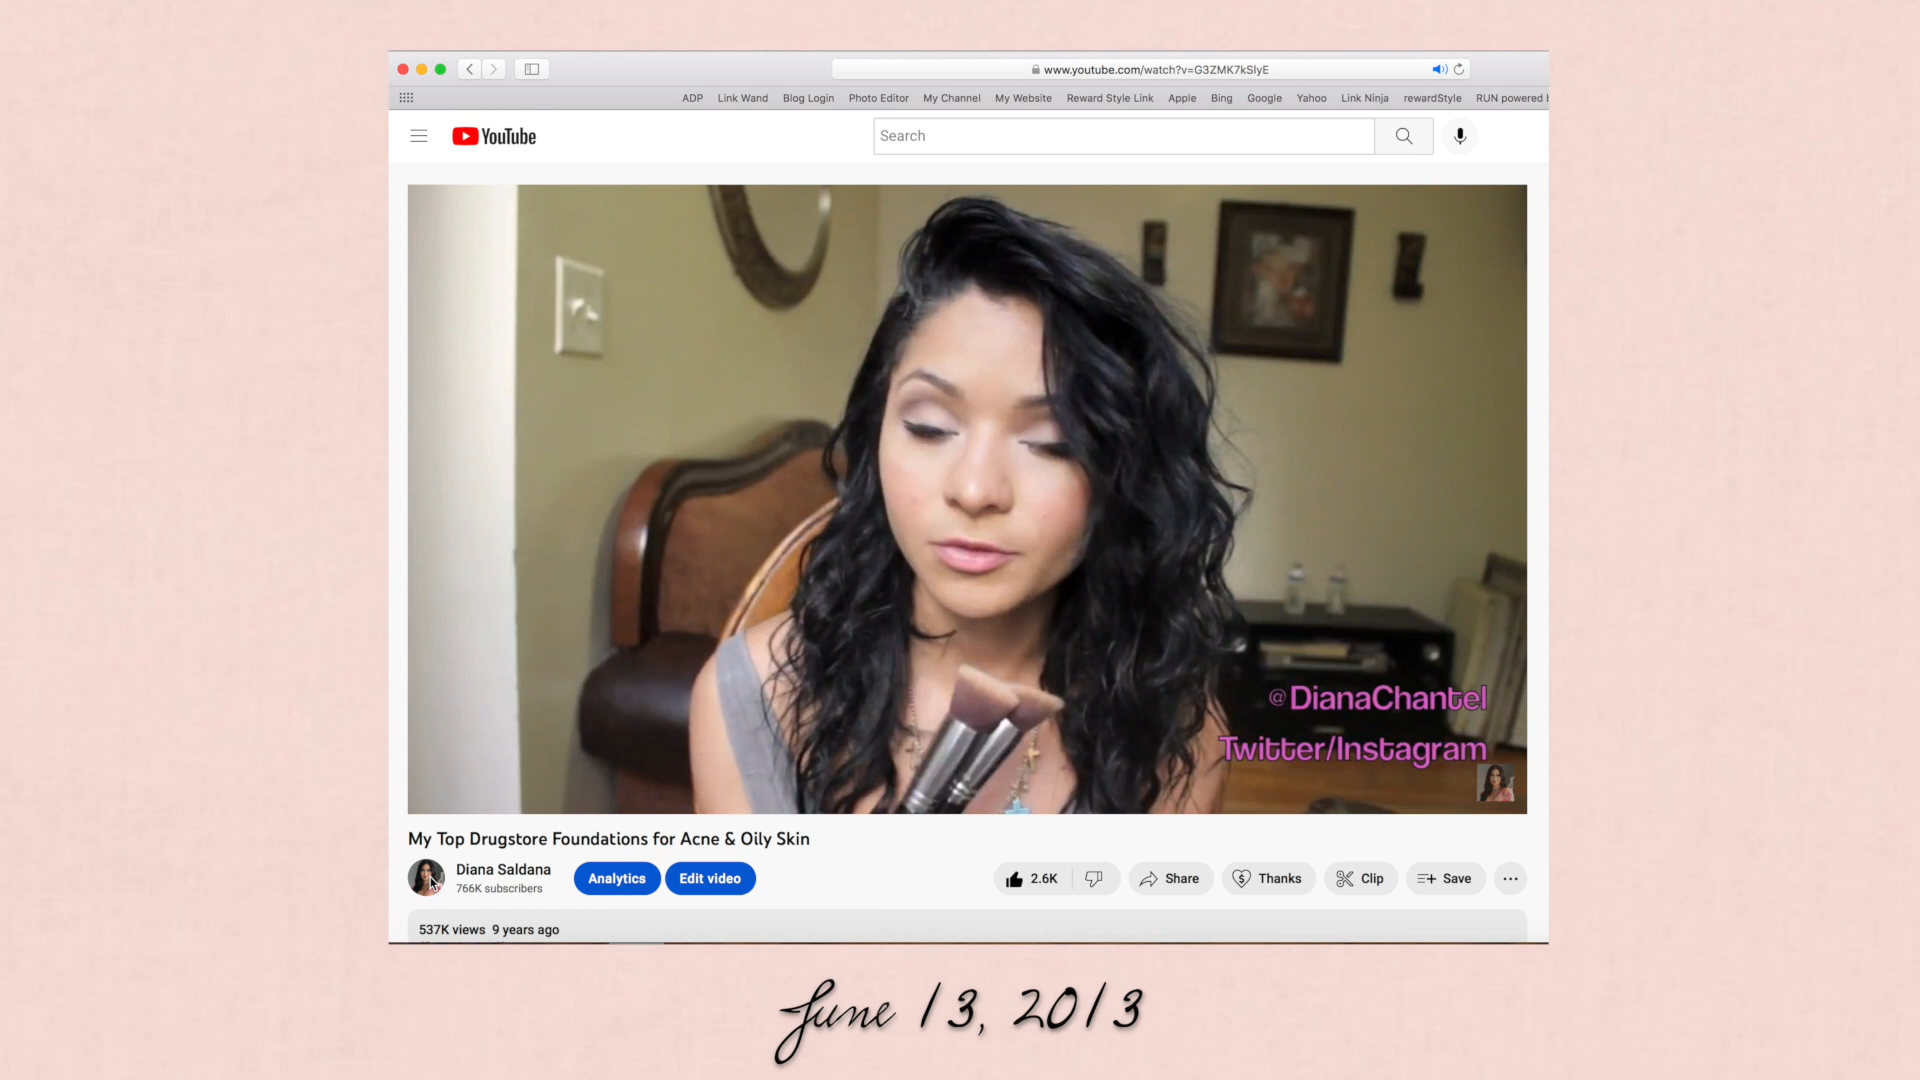 www.youtube.com/watch?v=G3ZMK7kSlyE
ADP Link Wand Blog Login Photo Editor My Channel My Website Reward Style Link Apple Bing Google Yahoo Link Ninja rewardStyle RUN powered
YouTube
Search
@DianaChantel
Twitter/Instagram
My Top Drugstore Foundations for Acne & Oily Skin
Diana Saldana
766K subscribers
Analytics Edit video
2.6K Share Thanks Clip Save
537K views 9 years ago
June 13, 2013